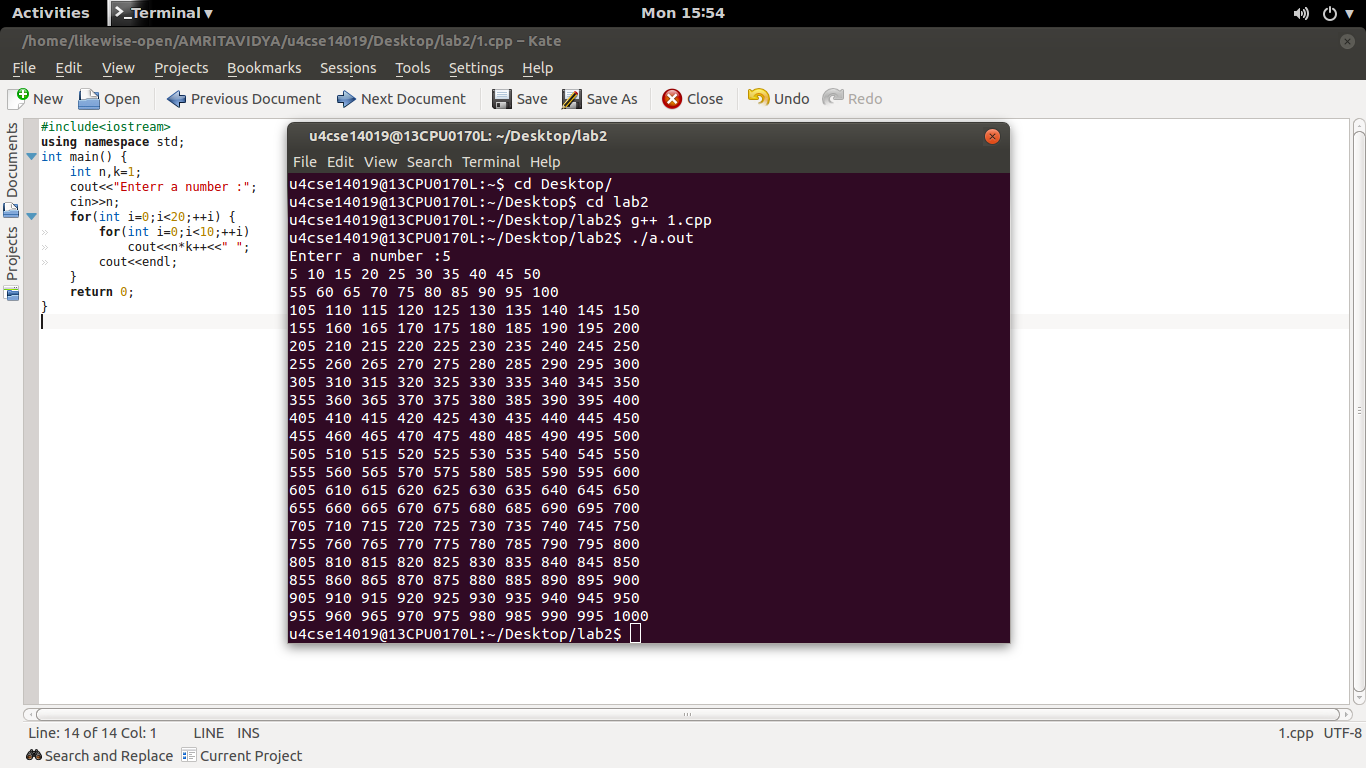 Activities >_Terminal ▾ Mon 15:54
/home/likewise-open/AMRITAVIDYA/u4cse14019/Desktop/lab2/1.cpp – Kate
File Edit View Projects Bookmarks Sessions Tools Settings Help
New Open Previous Document Next Document Save Save As Close Undo Redo
Documents
Projects
#include<iostream>
using namespace std;
int main() {
    int n,k=1;
    cout<<"Enterr a number :";
    cin>>n;
    for(int i=0;i<20;++i) {
»       for(int i=0;i<10;++i)
»           cout<<n*k++<<" ";
»       cout<<endl;
    }
    return 0;
}
u4cse14019@13CPU0170L: ~/Desktop/lab2
File Edit View Search Terminal Help
u4cse14019@13CPU0170L:~$ cd Desktop/
u4cse14019@13CPU0170L:~/Desktop$ cd lab2
u4cse14019@13CPU0170L:~/Desktop/lab2$ g++ 1.cpp
u4cse14019@13CPU0170L:~/Desktop/lab2$ ./a.out
Enterr a number :5
5 10 15 20 25 30 35 40 45 50
55 60 65 70 75 80 85 90 95 100
105 110 115 120 125 130 135 140 145 150
155 160 165 170 175 180 185 190 195 200
205 210 215 220 225 230 235 240 245 250
255 260 265 270 275 280 285 290 295 300
305 310 315 320 325 330 335 340 345 350
355 360 365 370 375 380 385 390 395 400
405 410 415 420 425 430 435 440 445 450
455 460 465 470 475 480 485 490 495 500
505 510 515 520 525 530 535 540 545 550
555 560 565 570 575 580 585 590 595 600
605 610 615 620 625 630 635 640 645 650
655 660 665 670 675 680 685 690 695 700
705 710 715 720 725 730 735 740 745 750
755 760 765 770 775 780 785 790 795 800
805 810 815 820 825 830 835 840 845 850
855 860 865 870 875 880 885 890 895 900
905 910 915 920 925 930 935 940 945 950
955 960 965 970 975 980 985 990 995 1000
u4cse14019@13CPU0170L:~/Desktop/lab2$
Line: 14 of 14 Col: 1 LINE INS 1.cpp UTF-8
Search and Replace Current Project